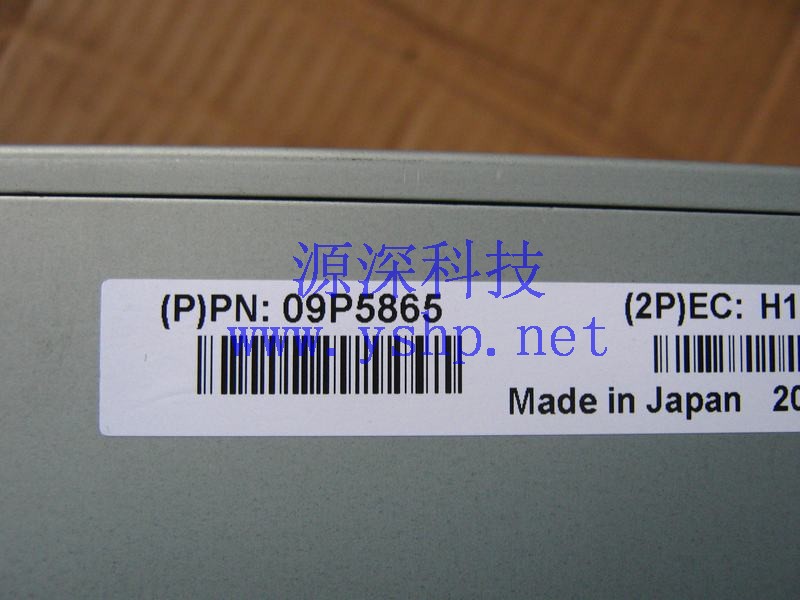 源深科技
(P)PN: 09P5865
(2P)EC: H1
www.yshp.net
Made in Japan 20